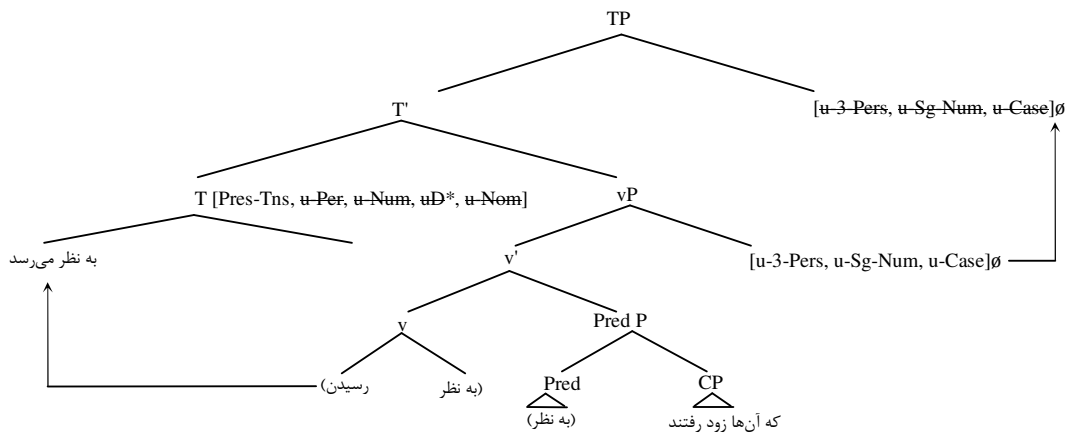 TP
T'
[u-3-Pers, u-Sg-Num, u-Case]ø
T [Pres-Tns, u-Per, u-Num, uD*, u-Nom]
vP
به نظر می‌رسد
v'
[u-3-Pers, u-Sg-Num, u-Case]ø
v
Pred P
(به نظر
رسیدن)
Pred
CP
(به نظر)
که آن‌ها زود رفتند